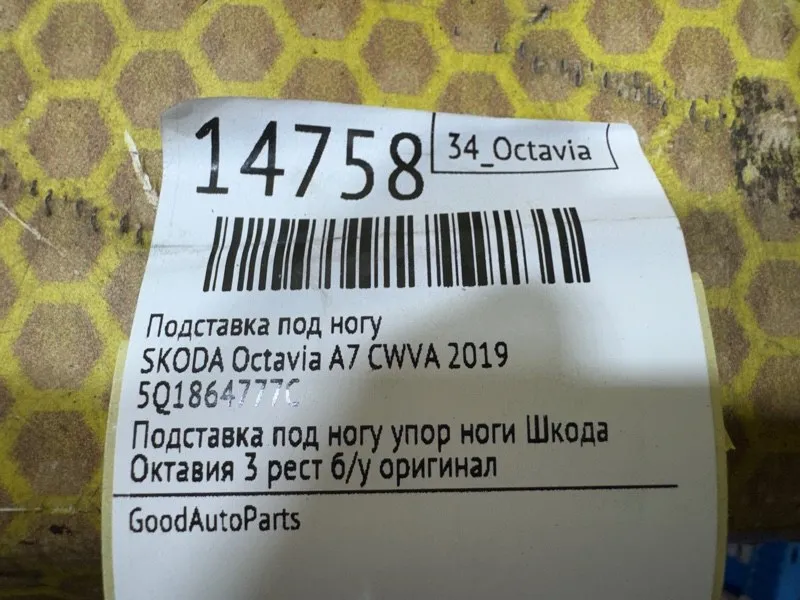 14758
34_Octavia
Подставка под ногу
SKODA Octavia A7 CWVA 2019
5Q1864777C
Подставка под ногу упор ноги Шкода
Октавия 3 рест б/у оригинал
GoodAutoParts